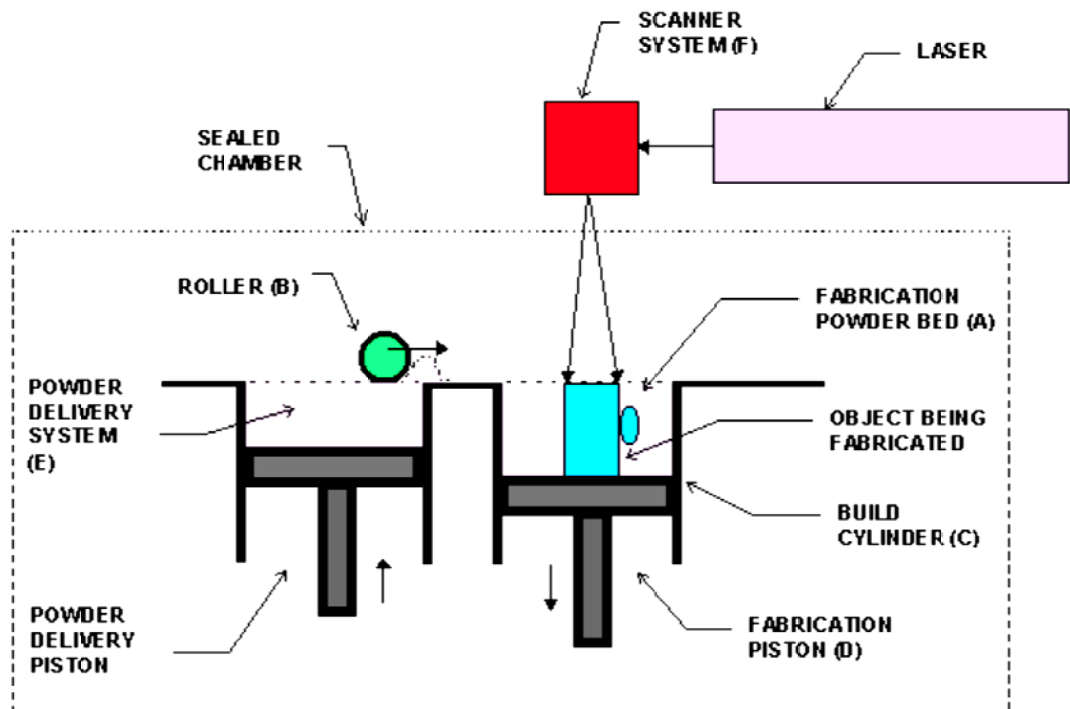 SCANNER
SYSTEM (F)
LASER
SEALED
CHAMBER
ROLLER (B)
FABRICATION
POWDER BED (A)
POWDER
DELIVERY
SYSTEM
(E)
OBJECT BEING
FABRICATED
BUILD
CYLINDER (C)
POWDER
DELIVERY
PISTON
FABRICATION
PISTON (D)